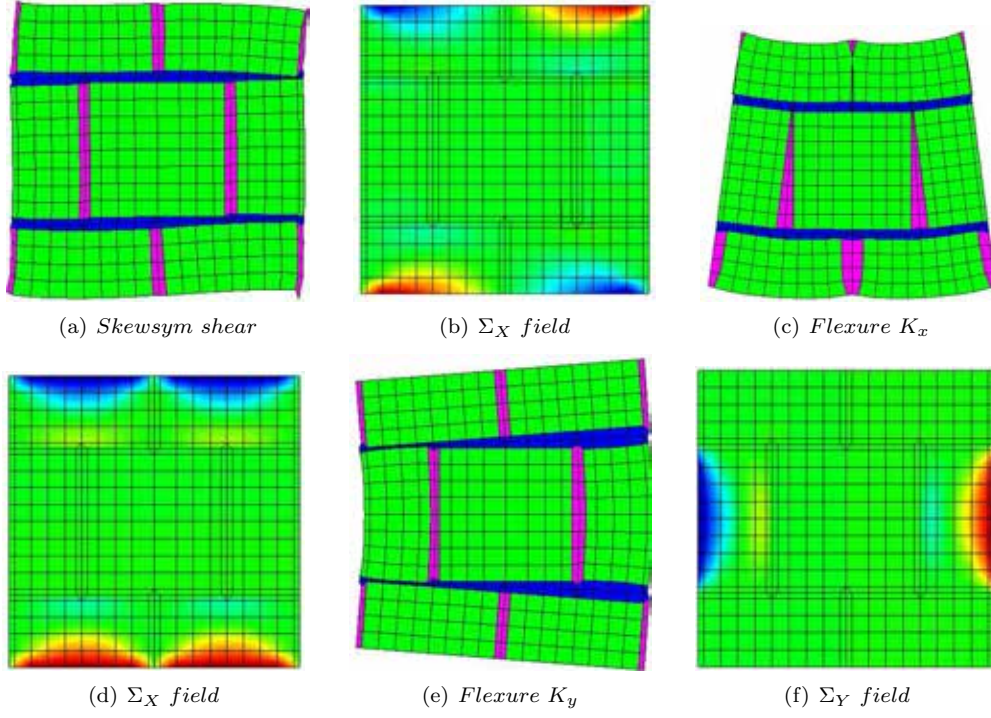 (a) Skewsym shear
(b) Σ_X field
(c) Flexure K_x
(d) Σ_X field
(e) Flexure K_y
(f) Σ_Y field